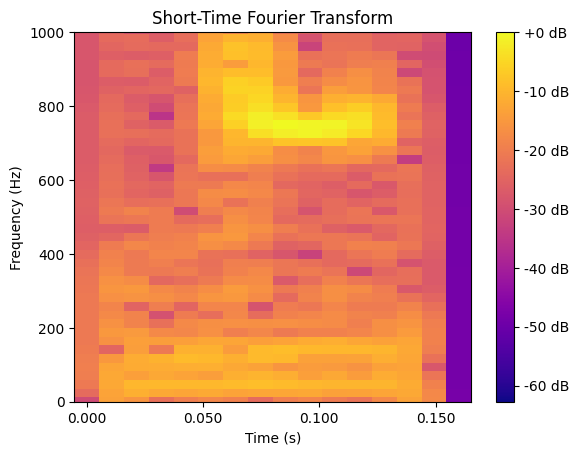 Short-Time Fourier Transform
1000
800
600
400
200
0
Frequency (Hz)
0.000
0.050
0.100
0.150
Time (s)
+0 dB
-10 dB
-20 dB
-30 dB
-40 dB
-50 dB
-60 dB